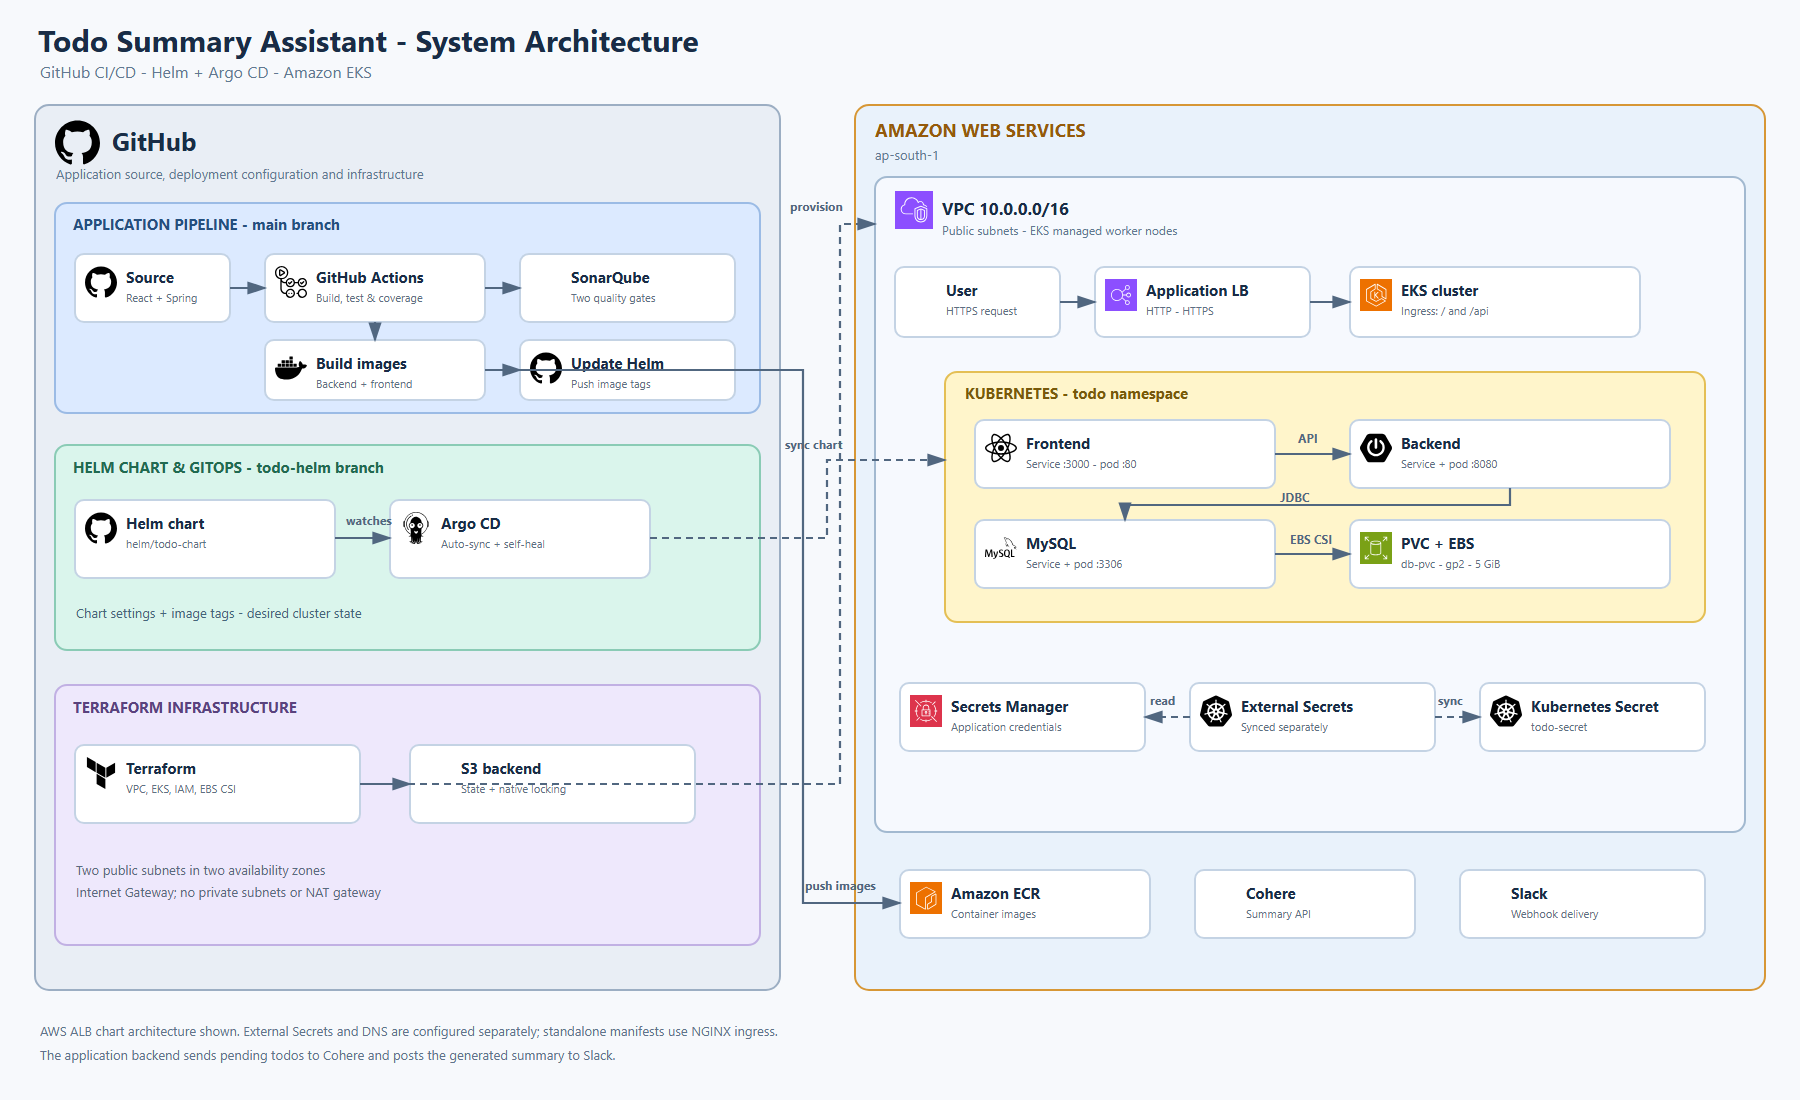 Todo Summary Assistant - System Architecture
GitHub CI/CD - Helm + Argo CD - Amazon EKS
GitHub
Application source, deployment configuration and infrastructure
APPLICATION PIPELINE - main branch
Source
React + Spring
GitHub Actions
Build, test & coverage
SonarQube
Two quality gates
Build images
Backend + frontend
Update Helm
Push image tags
HELM CHART & GITOPS - todo-helm branch
Helm chart
helm/todo-chart
watches
Argo CD
Auto-sync + self-heal
Chart settings + image tags - desired cluster state
TERRAFORM INFRASTRUCTURE
Terraform
VPC, EKS, IAM, EBS CSI
S3 backend
State + native locking
Two public subnets in two availability zones
Internet Gateway; no private subnets or NAT gateway
provision
sync chart
push images
AMAZON WEB SERVICES
ap-south-1
VPC 10.0.0.0/16
Public subnets - EKS managed worker nodes
User
HTTPS request
Application LB
HTTP - HTTPS
EKS cluster
Ingress: / and /api
KUBERNETES - todo namespace
Frontend
Service :3000 - pod :80
API
Backend
Service + pod :8080
JDBC
MySQL
MySQL
Service + pod :3306
EBS CSI
PVC + EBS
db-pvc - gp2 - 5 GiB
Secrets Manager
Application credentials
read
External Secrets
Synced separately
sync
Kubernetes Secret
todo-secret
Amazon ECR
Container images
Cohere
Summary API
Slack
Webhook delivery
AWS ALB chart architecture shown. External Secrets and DNS are configured separately; standalone manifests use NGINX ingress.
The application backend sends pending todos to Cohere and posts the generated summary to Slack.